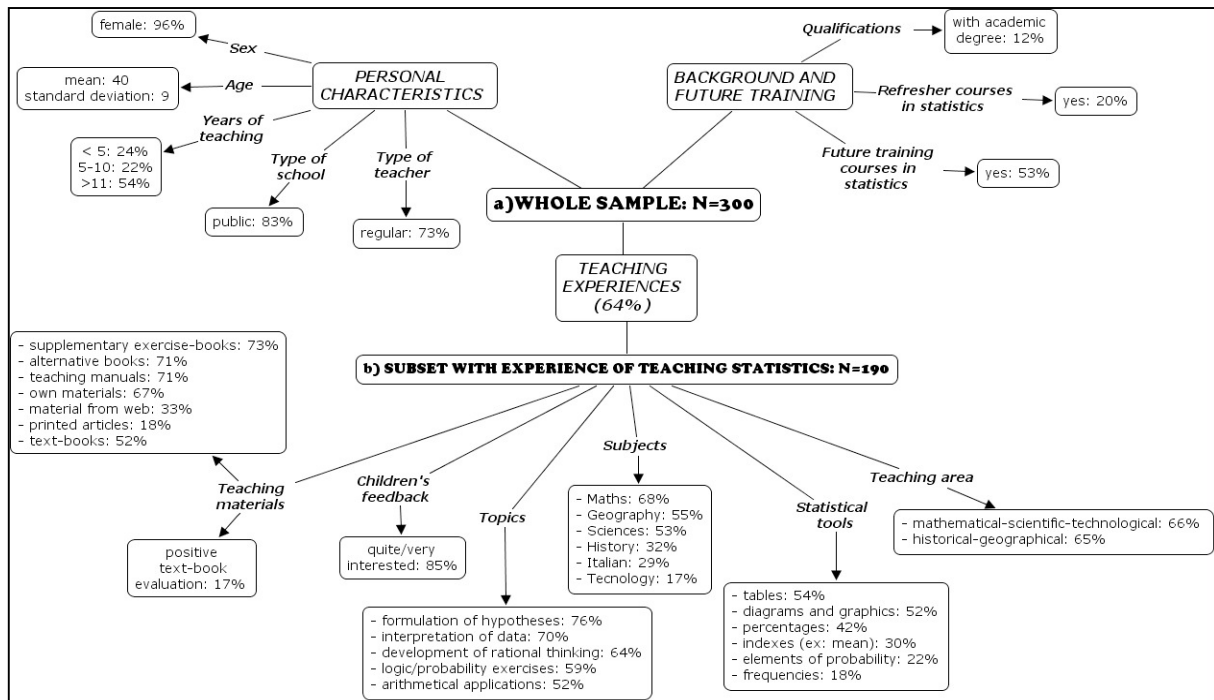 female: 96%
Sex
mean: 40
standard deviation: 9
Age
PERSONAL
CHARACTERISTICS
Years of
teaching
< 5: 24%
5-10: 22%
>11: 54%
Type of
school
public: 83%
Type of
teacher
regular: 73%
Qualifications
with academic
degree: 12%
BACKGROUND AND
FUTURE TRAINING
Refresher courses
in statistics
yes: 20%
Future training
courses in
statistics
yes: 53%
a)WHOLE SAMPLE: N=300
TEACHING
EXPERIENCES
(64%)
b) SUBSET WITH EXPERIENCE OF TEACHING STATISTICS: N=190
- supplementary exercise-books: 73%
- alternative books: 71%
- teaching manuals: 71%
- own materials: 67%
- material from web: 33%
- printed articles: 18%
- text-books: 52%
Teaching
materials
positive
text-book
evaluation: 17%
Children's
feedback
quite/very
interested: 85%
Topics
- formulation of hypotheses: 76%
- interpretation of data: 70%
- development of rational thinking: 64%
- logic/probability exercises: 59%
- arithmetical applications: 52%
Subjects
- Maths: 68%
- Geography: 55%
- Sciences: 53%
- History: 32%
- Italian: 29%
- Tecnology: 17%
Statistical
tools
- tables: 54%
- diagrams and graphics: 52%
- percentages: 42%
- indexes (ex: mean): 30%
- elements of probability: 22%
- frequencies: 18%
Teaching area
- mathematical-scientific-technological: 66%
- historical-geographical: 65%